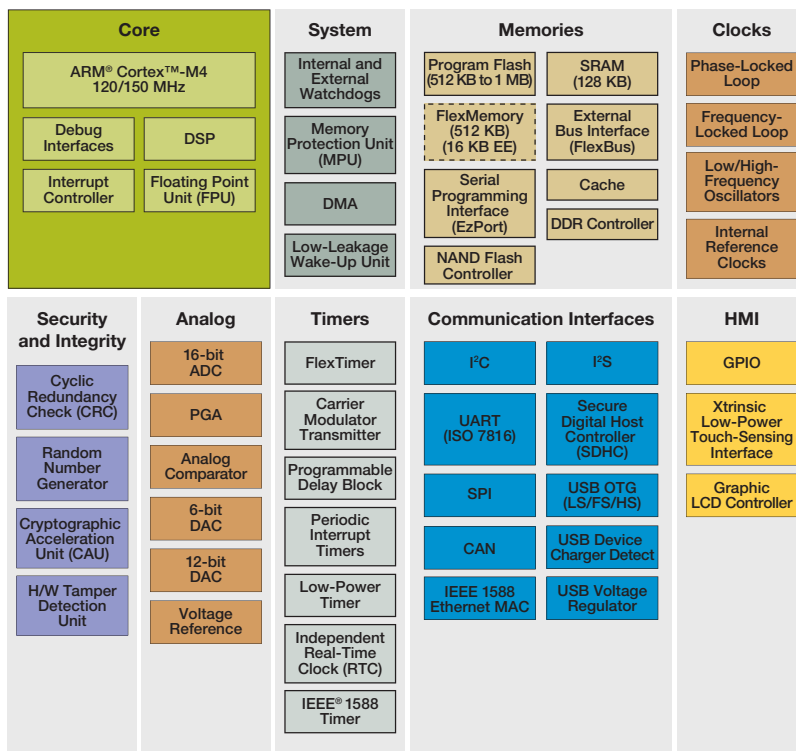 Core
ARM® Cortex™-M4
120/150 MHz
Debug
Interfaces
DSP
Interrupt
Controller
Floating Point
Unit (FPU)
System
Internal and
External
Watchdogs
Memory
Protection Unit
(MPU)
DMA
Low-Leakage
Wake-Up Unit
Memories
Program Flash
(512 KB to 1 MB)
SRAM
(128 KB)
FlexMemory
(512 KB)
(16 KB EE)
External
Bus Interface
(FlexBus)
Serial
Programming
Interface
(EzPort)
Cache
DDR Controller
NAND Flash
Controller
Clocks
Phase-Locked
Loop
Frequency-
Locked Loop
Low/High-
Frequency
Oscillators
Internal
Reference
Clocks
Security
and Integrity
Cyclic
Redundancy
Check (CRC)
Random
Number
Generator
Cryptographic
Acceleration
Unit (CAU)
H/W Tamper
Detection
Unit
Analog
16-bit
ADC
PGA
Analog
Comparator
6-bit
DAC
12-bit
DAC
Voltage
Reference
Timers
FlexTimer
Carrier
Modulator
Transmitter
Programmable
Delay Block
Periodic
Interrupt
Timers
Low-Power
Timer
Independent
Real-Time
Clock (RTC)
IEEE® 1588
Timer
Communication Interfaces
I²C
I²S
UART
(ISO 7816)
Secure
Digital Host
Controller
(SDHC)
SPI
USB OTG
(LS/FS/HS)
CAN
USB Device
Charger Detect
IEEE 1588
Ethernet MAC
USB Voltage
Regulator
HMI
GPIO
Xtrinsic
Low-Power
Touch-Sensing
Interface
Graphic
LCD Controller